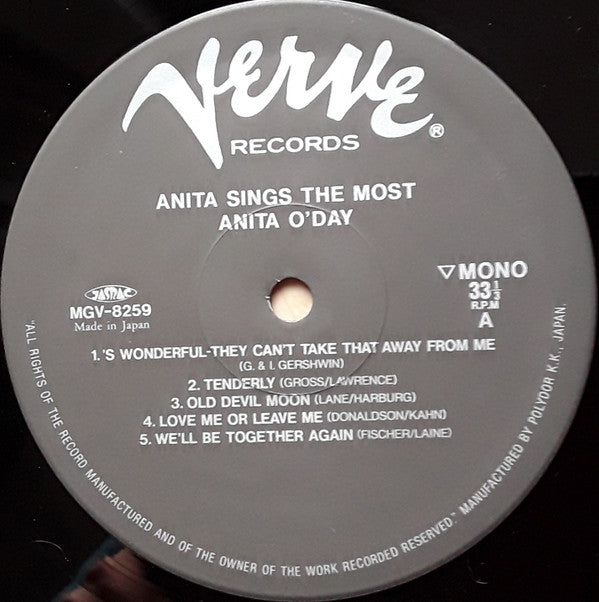 Verve®
RECORDS
ANITA SINGS THE MOST
ANITA O'DAY
▽MONO
33 1/3
R.P.M
A
JASRAC
MGV-8259
Made in Japan
1.'S WONDERFUL-THEY CAN'T TAKE THAT AWAY FROM ME
(G. & I. GERSHWIN)
2. TENDERLY (GROSS/LAWRENCE)
3. OLD DEVIL MOON (LANE/HARBURG)
4. LOVE ME OR LEAVE ME (DONALDSON/KAHN)
5. WE'LL BE TOGETHER AGAIN (FISCHER/LAINE)
"ALL RIGHTS OF THE RECORD MANUFACTURED AND OF THE OWNER OF THE WORK RECORDED RESERVED." MANUFACTURED BY POLYDOR K.K., JAPAN.